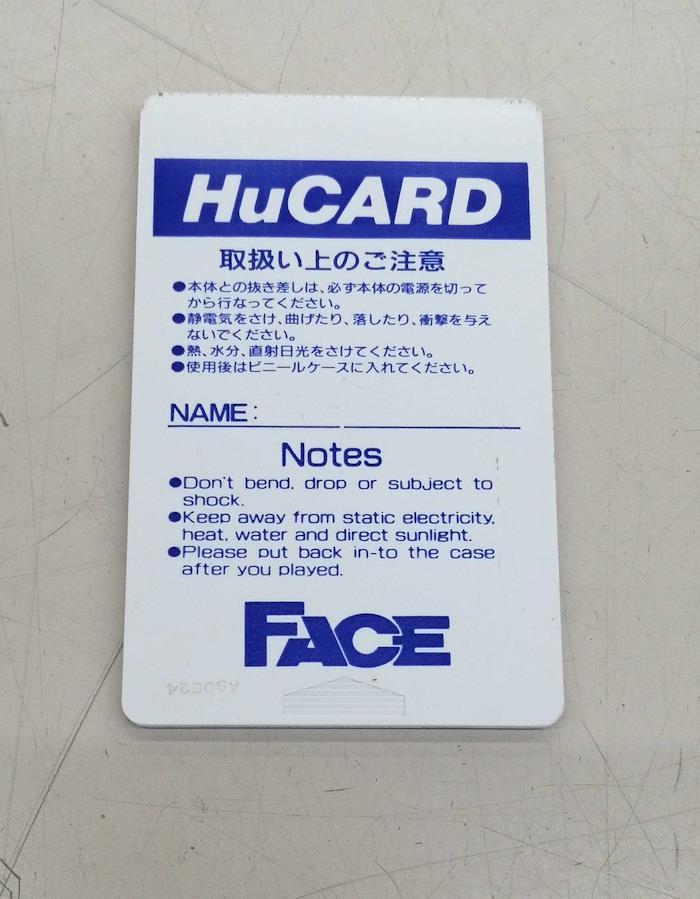 HuCARD
取扱い上のご注意
●本体との抜き差しは、必ず本体の電源を切って
から行なってください。
●静電気をさけ、曲げたり、落したり、衝撃を与え
ないでください。
●熱、水分、直射日光をさけてください。
●使用後はビニールケースに入れてください。
NAME:
Notes
●Don't bend, drop or subject to
shock.
●Keep away from static electricity,
heat, water and direct sunlight.
●Please put back in-to the case
after you played.
FACE